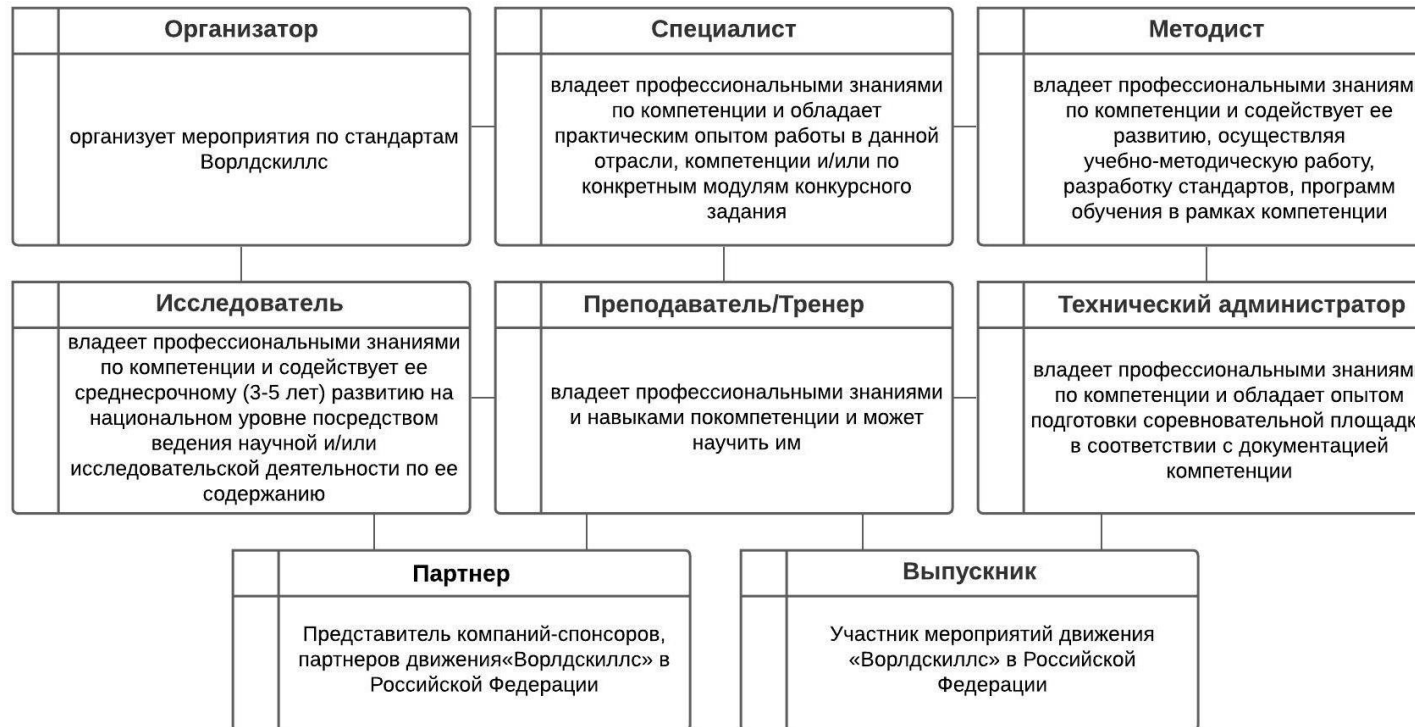 Организатор
организует мероприятия по стандартам
Ворлдскиллс
Специалист
владеет профессиональными знаниями
по компетенции и обладает
практическим опытом работы в данной
отрасли, компетенции и/или по
конкретным модулям конкурсного
задания
Методист
владеет профессиональными знаниям
по компетенции и содействует ее
развитию, осуществляя
учебно-методическую работу,
разработку стандартов, программ
обучения в рамках компетенции
Исследователь
владеет профессиональными знаниями
по компетенции и содействует ее
среднесрочному (3-5 лет) развитию на
национальном уровне посредством
ведения научной и/или
исследовательской деятельности по ее
содержанию
Преподаватель/Тренер
владеет профессиональными знаниями
и навыками покомпетенции и может
научить им
Технический администратор
владеет профессиональными знаниям
по компетенции и обладает опытом
подготовки соревновательной площадк
в соответствии с документацией
компетенции
Партнер
Представитель компаний-спонсоров,
партнеров движения«Ворлдскиллс» в
Российской Федерации
Выпускник
Участник мероприятий движения
«Ворлдскиллс» в Российской
Федерации